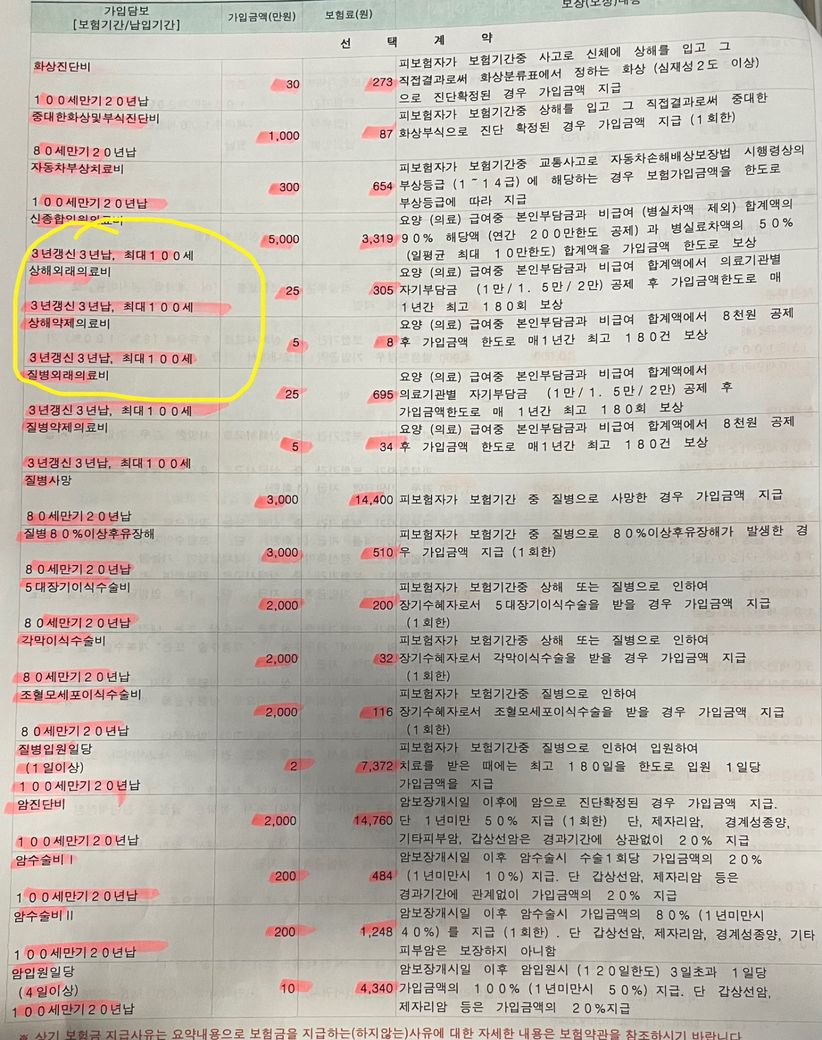 가입담보
[보험기간/납입기간]
가입금액(만원)
보험료(원)
보상(보장)내용
선 택 계 약
화상진단비
100세만기20년납
30
273
피보험자가 보험기간중 사고로 신체에 상해를 입고 그
직접결과로써 화상분류표에서 정하는 화상 (심재성2도 이상)
으로 진단확정된 경우 가입금액 지급
중대한화상및부식진단비
80세만기20년납
1,000
87
피보험자가 보험기간중 상해를 입고 그 직접결과로써 중대한
화상부식으로 진단 확정된 경우 가입금액 지급 (1회한)
자동차부상치료비
100세만기20년납
300
654
피보험자가 보험기간중 교통사고로 자동차손해배상보장법 시행령상의
부상등급 (1~14급) 에 해당하는 경우 보험가입금액을 한도로
부상등급에 따라 지급
신종합입원의료비
3년갱신3년납, 최대100세
5,000
3,319
요양 (의료) 급여중 본인부담금과 비급여 (병실차액 제외) 합계액의
90% 해당액 (연간 200만한도 공제) 과 병실료차액의 50%
(일평균 최대 10만한도) 합계액을 가입금액 한도로 보상
상해외래의료비
3년갱신3년납, 최대100세
25
305
요양 (의료) 급여중 본인부담금과 비급여 합계액에서 의료기관별
자기부담금 (1만/1.5만/2만) 공제 후 가입금액한도로 매
1년간 최고 180회 보상
상해약제의료비
3년갱신3년납, 최대100세
5
8
요양 (의료) 급여중 본인부담금과 비급여 합계액에서 8천원 공제
후 가입금액 한도로 매1년간 최고 180건 보상
질병외래의료비
3년갱신3년납, 최대100세
25
695
요양 (의료) 급여중 본인부담금과 비급여 합계액에서
의료기관별 자기부담금 (1만/1.5만/2만) 공제 후
가입금액한도로 매 1년간 최고 180회 보상
질병약제의료비
3년갱신3년납, 최대100세
5
34
요양 (의료) 급여중 본인부담금과 비급여 합계액에서 8천원 공제
후 가입금액 한도로 매1년간 최고 180건 보상
질병사망
80세만기20년납
3,000
14,400
피보험자가 보험기간 중 질병으로 사망한 경우 가입금액 지급
질병80%이상후유장해
80세만기20년납
3,000
510
피보험자가 보험기간 중 질병으로 80%이상후유장해가 발생한 경
우 가입금액 지급 (1회한)
5대장기이식수술비
80세만기20년납
2,000
200
피보험자가 보험기간중 상해 또는 질병으로 인하여
장기수혜자로서 5대장기이식수술을 받을 경우 가입금액 지급
(1회한)
각막이식수술비
80세만기20년납
2,000
32
피보험자가 보험기간중 상해 또는 질병으로 인하여
장기수혜자로서 각막이식수술을 받을 경우 가입금액 지급
(1회한)
조혈모세포이식수술비
80세만기20년납
2,000
116
피보험자가 보험기간중 질병으로 인하여
장기수혜자로서 조혈모세포이식수술을 받을 경우 가입금액 지급
(1회한)
질병입원일당
(1일이상)
100세만기20년납
2
7,372
피보험자가 보험기간중 질병으로 인하여 입원하여
치료를 받은 때에는 최고 180일을 한도로 입원 1일당
가입금액을 지급
암진단비
100세만기20년납
2,000
14,760
암보장개시일 이후에 암으로 진단확정된 경우 가입금액 지급.
단 1년미만 50% 지급 (1회한) 단, 제자리암, 경계성종양,
기타피부암, 갑상선암은 경과기간에 상관없이 20% 지급
암수술비Ⅰ
100세만기20년납
200
484
암보장개시일 이후 암수술시 수술1회당 가입금액의 20%
(1년미만시 10%) 지급. 단 갑상선암, 제자리암 등은
경과기간에 관계없이 가입금액의 20% 지급
암수술비Ⅱ
100세만기20년납
200
1,248
암보장개시일 이후 암수술시 가입금액의 80% (1년미만시
40%) 를 지급 (1회한) . 단 갑상선암, 제자리암, 경계성종양, 기타
피부암은 보장하지 아니함
암입원일당
(4일이상)
100세만기20년납
10
4,340
암보장개시일 이후 암입원시 (120일한도) 3일초과 1일당
가입금액의 100% (1년미만시 50%) 지급. 단 갑상선암,
제자리암 등은 가입금액의 20%지급
※ 상기 보험금 지급사유는 요약내용으로 보험금을 지급하는(하지않는)사유에 대한 자세한 내용은 보험약관을 참조하시기 바랍니다